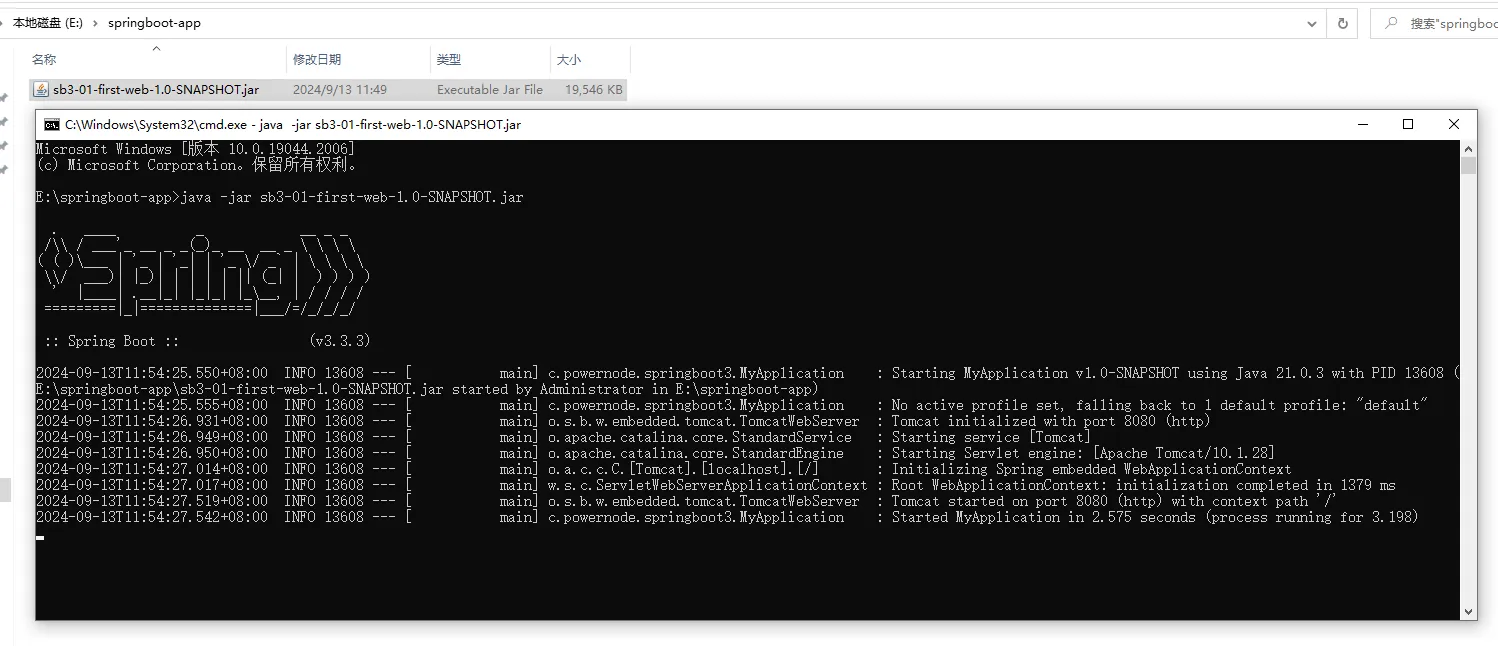 本地磁盘 (E:) › springboot-app
搜索"springboo
名称 修改日期 类型 大小
sb3-01-first-web-1.0-SNAPSHOT.jar 2024/9/13 11:49 Executable Jar File 19,546 KB
C:\Windows\System32\cmd.exe - java  -jar sb3-01-first-web-1.0-SNAPSHOT.jar
Microsoft Windows [版本 10.0.19044.2006]
(c) Microsoft Corporation。保留所有权利。
E:\springboot-app>java -jar sb3-01-first-web-1.0-SNAPSHOT.jar
Spring
:: Spring Boot ::                (v3.3.3)
2024-09-13T11:54:25.550+08:00  INFO 13608 --- [           main] c.powernode.springboot3.MyApplication    : Starting MyApplication v1.0-SNAPSHOT using Java 21.0.3 with PID 13608 (
E:\springboot-app\sb3-01-first-web-1.0-SNAPSHOT.jar started by Administrator in E:\springboot-app)
2024-09-13T11:54:25.555+08:00  INFO 13608 --- [           main] c.powernode.springboot3.MyApplication    : No active profile set, falling back to 1 default profile: "default"
2024-09-13T11:54:26.931+08:00  INFO 13608 --- [           main] o.s.b.w.embedded.tomcat.TomcatWebServer  : Tomcat initialized with port 8080 (http)
2024-09-13T11:54:26.949+08:00  INFO 13608 --- [           main] o.apache.catalina.core.StandardService   : Starting service [Tomcat]
2024-09-13T11:54:26.950+08:00  INFO 13608 --- [           main] o.apache.catalina.core.StandardEngine    : Starting Servlet engine: [Apache Tomcat/10.1.28]
2024-09-13T11:54:27.014+08:00  INFO 13608 --- [           main] o.a.c.c.C.[Tomcat].[localhost].[/]       : Initializing Spring embedded WebApplicationContext
2024-09-13T11:54:27.017+08:00  INFO 13608 --- [           main] w.s.c.ServletWebServerApplicationContext : Root WebApplicationContext: initialization completed in 1379 ms
2024-09-13T11:54:27.519+08:00  INFO 13608 --- [           main] o.s.b.w.embedded.tomcat.TomcatWebServer  : Tomcat started on port 8080 (http) with context path '/'
2024-09-13T11:54:27.542+08:00  INFO 13608 --- [           main] c.powernode.springboot3.MyApplication    : Started MyApplication in 2.575 seconds (process running for 3.198)